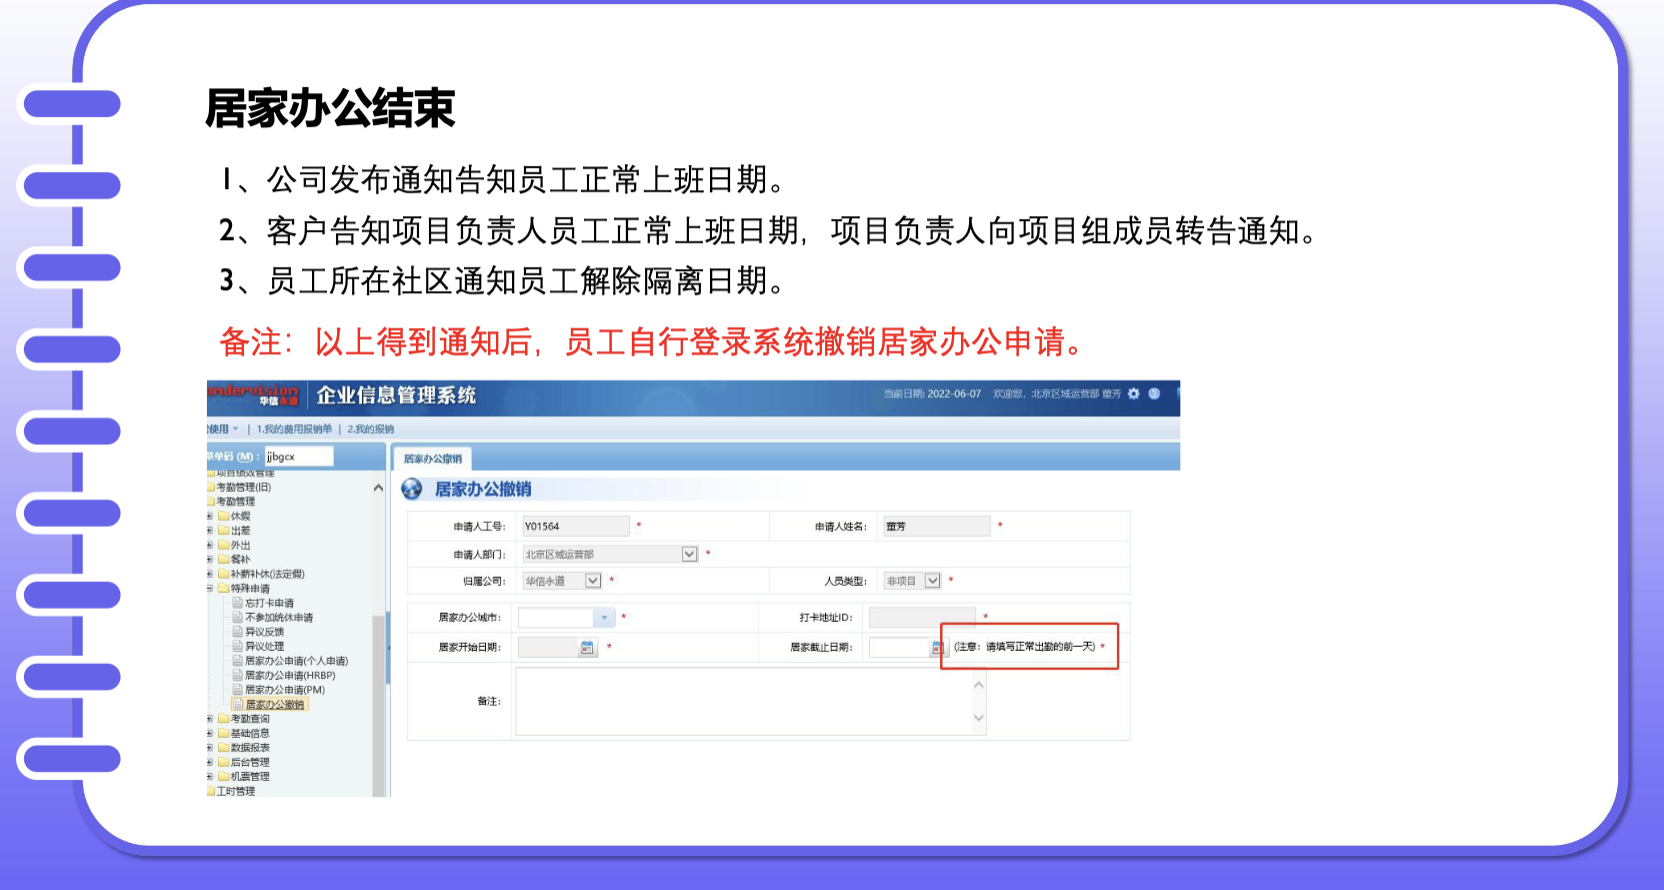 居家办公结束
1、公司发布通知告知员工正常上班日期。
2、客户告知项目负责人员工正常上班日期，项目负责人向项目组成员转告通知。
3、员工所在社区通知员工解除隔离日期。
备注：以上得到通知后，员工自行登录系统撤销居家办公申请。
华信永道 企业信息管理系统 当前日期: 2022-06-07 欢迎您，北京区域运营部 董芳
使用 | 1.我的费用报销单 | 2.我的报销
菜单码 (M)： jjbgcx 居家办公撤销
项目绩效管理
考勤管理(旧)
考勤管理
休假
出差
外出
餐补
补薪补休(法定假)
特殊申请
忘打卡申请
不参加统休申请
异议反馈
异议处理
居家办公申请(个人申请)
居家办公申请(HRBP)
居家办公申请(PM)
居家办公撤销
考勤查询
基础信息
数据报表
后台管理
机票管理
工时管理
居家办公撤销
申请人工号: Y01564 * 申请人姓名: 董芳 *
申请人部门: 北京区域运营部 *
归属公司: 华信永道 * 人员类型: 非项目 *
居家办公城市: * 打卡地址ID: *
居家开始日期: * 居家截止日期: (注意：请填写正常出勤的前一天) *
备注: